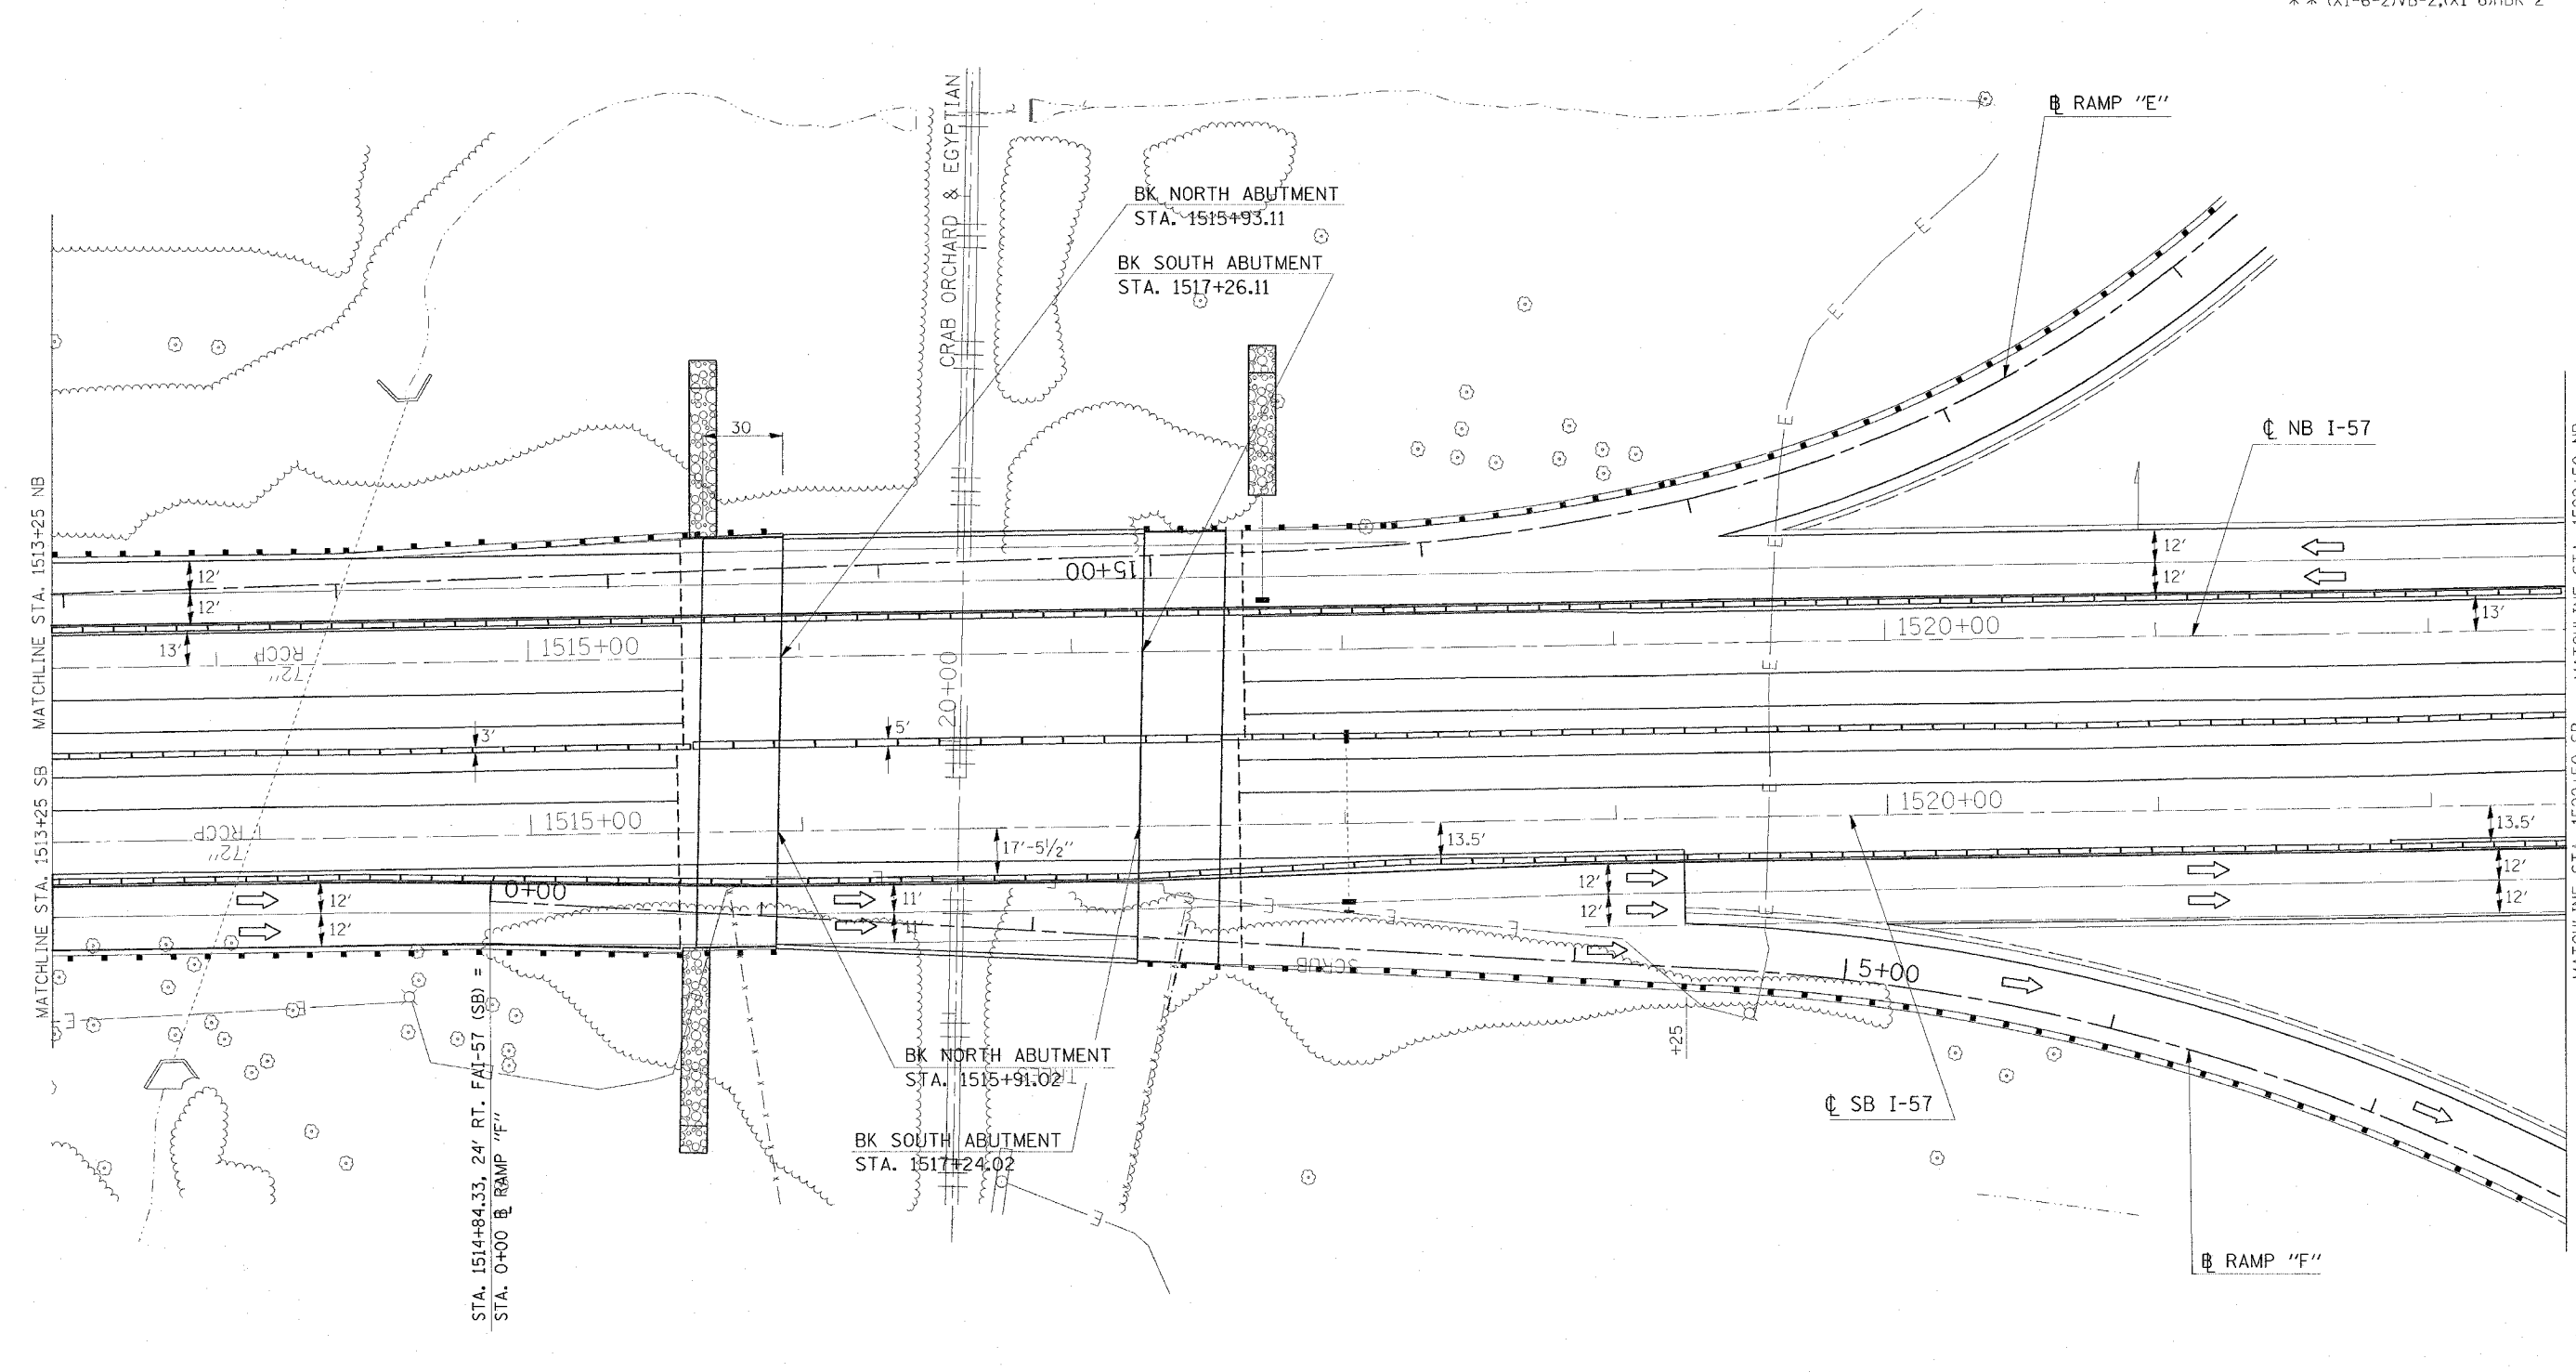 ℔ RAMP "E"
CRAB ORCHARD & EGYPTIAN
BK NORTH ABUTMENT
STA. 1515+93.11
BK SOUTH ABUTMENT
STA. 1517+26.11
30
℄ NB I-57
MATCHLINE STA. 1513+25 NB
12'
12'
13'
72"
RCCP
1515+00
15+00
1520+00
12'
12'
13'
20+00
3'
5'
MATCHLINE STA. 1513+25 SB
72"
RCCP
1515+00
17'-5½"
13.5'
1520+00
13.5'
0+00
12'
12'
11'
11'
12'
12'
12'
12'
SCRUB
5+00
+25
E
E
E
E
E
E
E
E
E
E
E
E
E
E
BK NORTH ABUTMENT
STA. 1515+91.02
BK SOUTH ABUTMENT
STA. 1517+24.02
℄ SB I-57
STA. 1514+84.33, 24' RT. FAI-57 (SB) =
STA. 0+00 ℔ RAMP "F"
℔ RAMP "F"